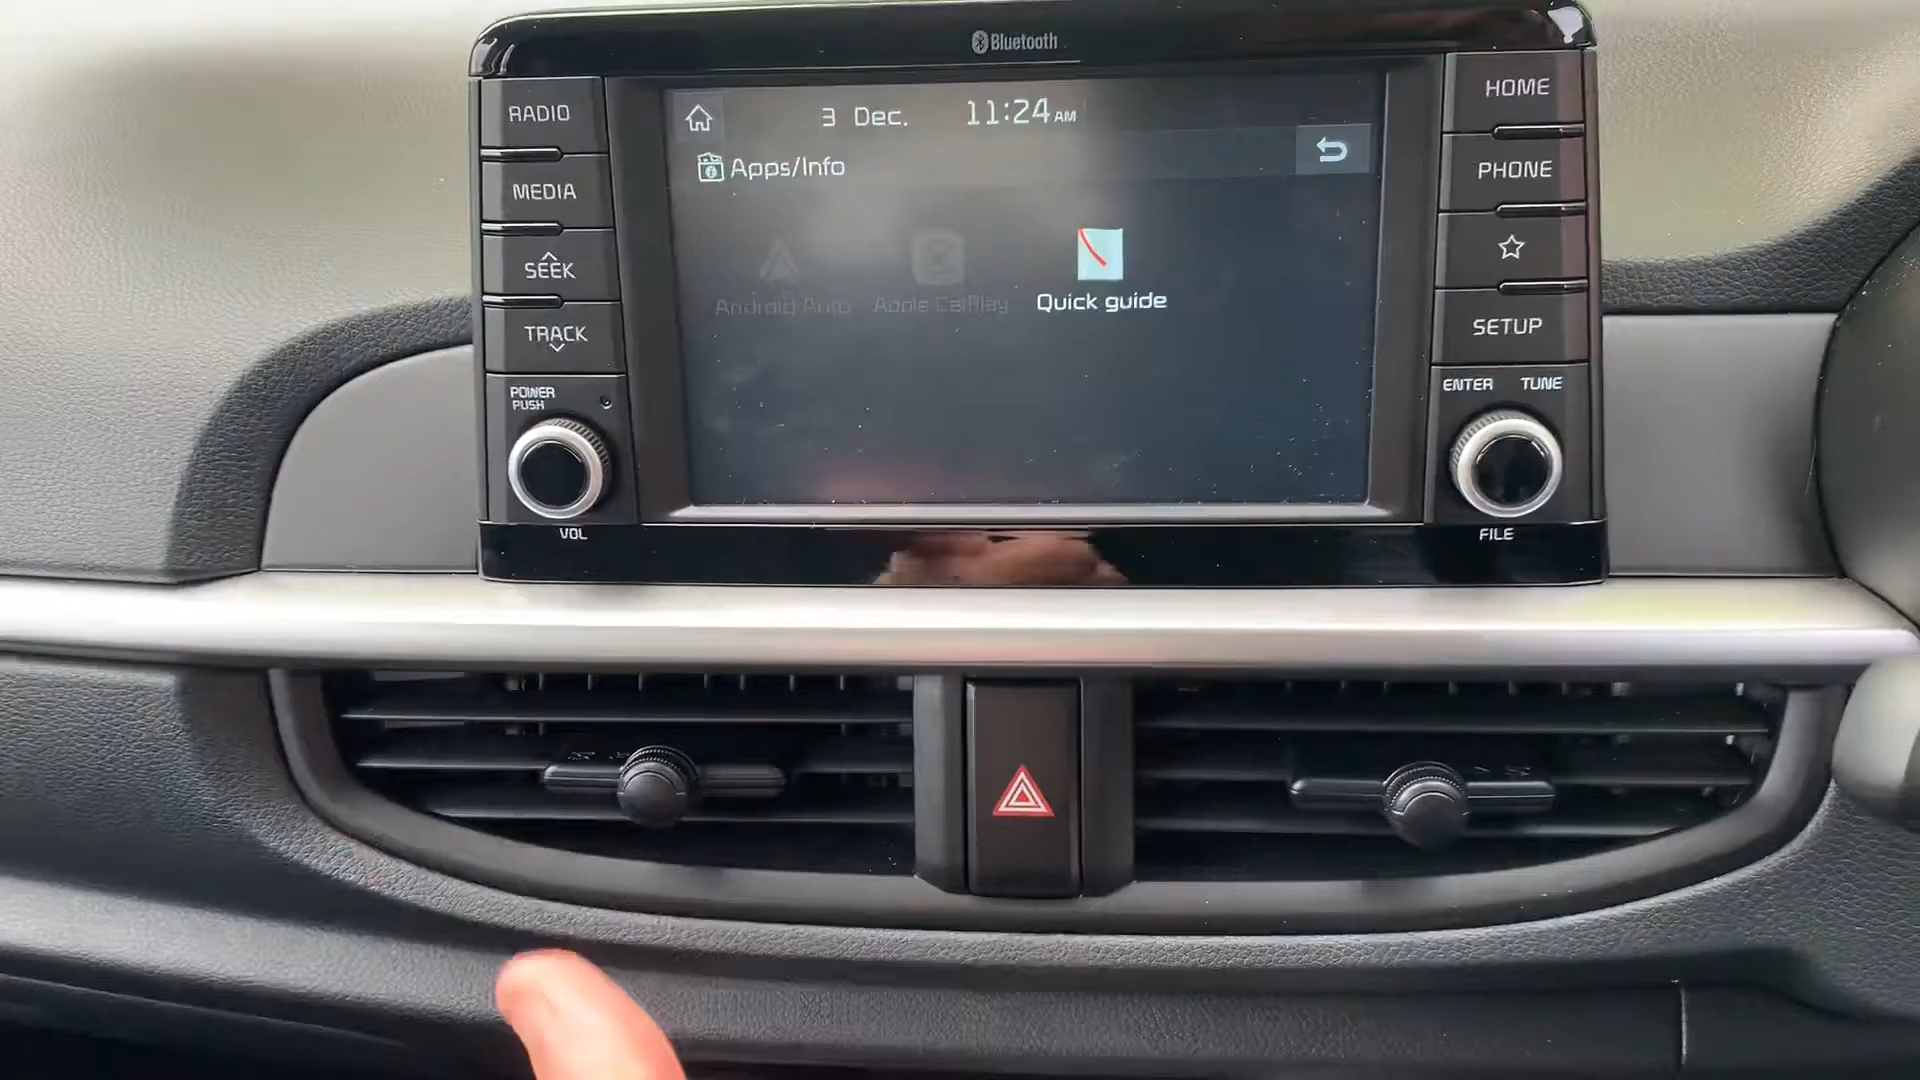 Bluetooth
RADIO
MEDIA
SEEK
TRACK
POWER
PUSH
VOL
3 Dec. 11:24 AM
Apps/Info
Android Auto
Apple CarPlay
Quick guide
HOME
PHONE
SETUP
ENTER TUNE
FILE